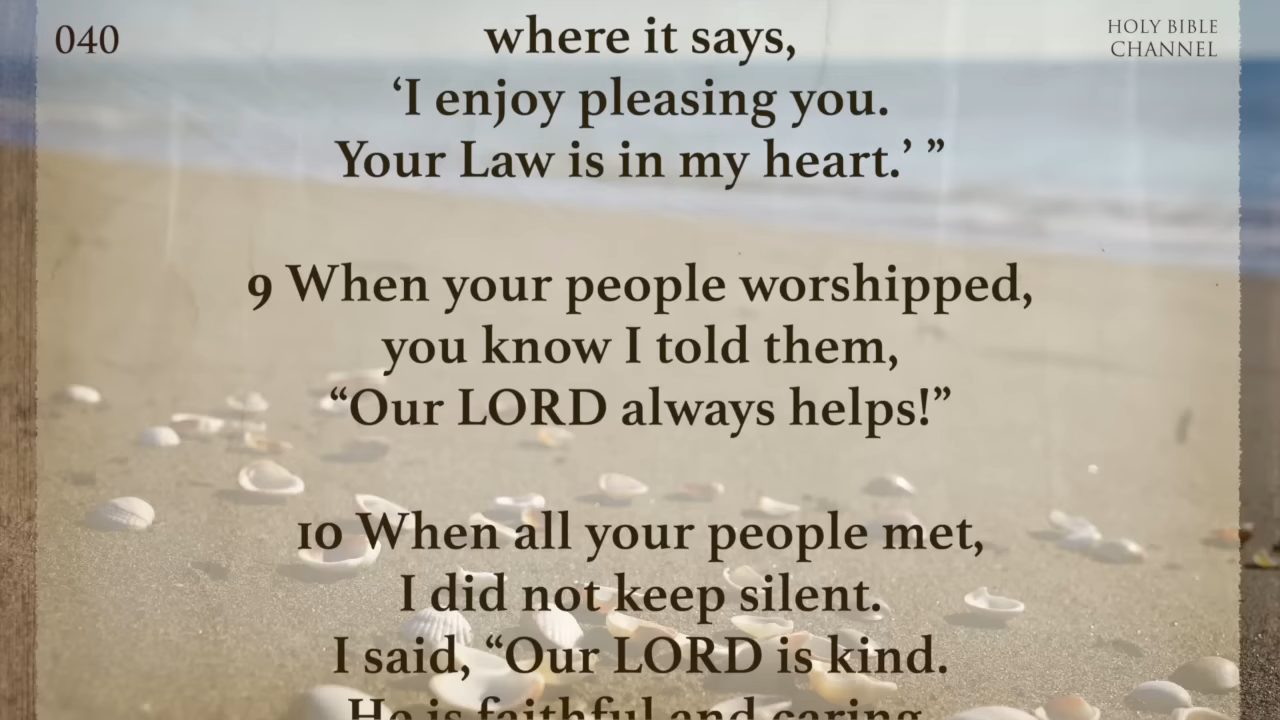 040
HOLY BIBLE
CHANNEL
where it says,
‘I enjoy pleasing you.
Your Law is in my heart.’ ”
9 When your people worshipped,
you know I told them,
“Our LORD always helps!”
10 When all your people met,
I did not keep silent.
I said, “Our LORD is kind.
He is faithful and caring